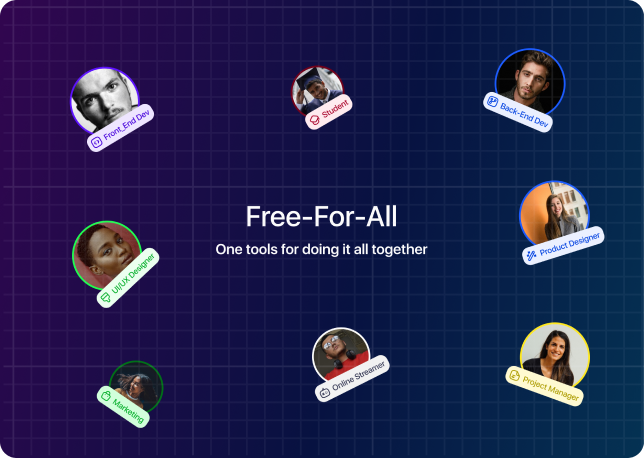 Front_End Dev
Student
Back-End Dev
Free-For-All
One tools for doing it all together
Product Designer
UI/UX Designer
Online Streamer
Project Manager
Marketing